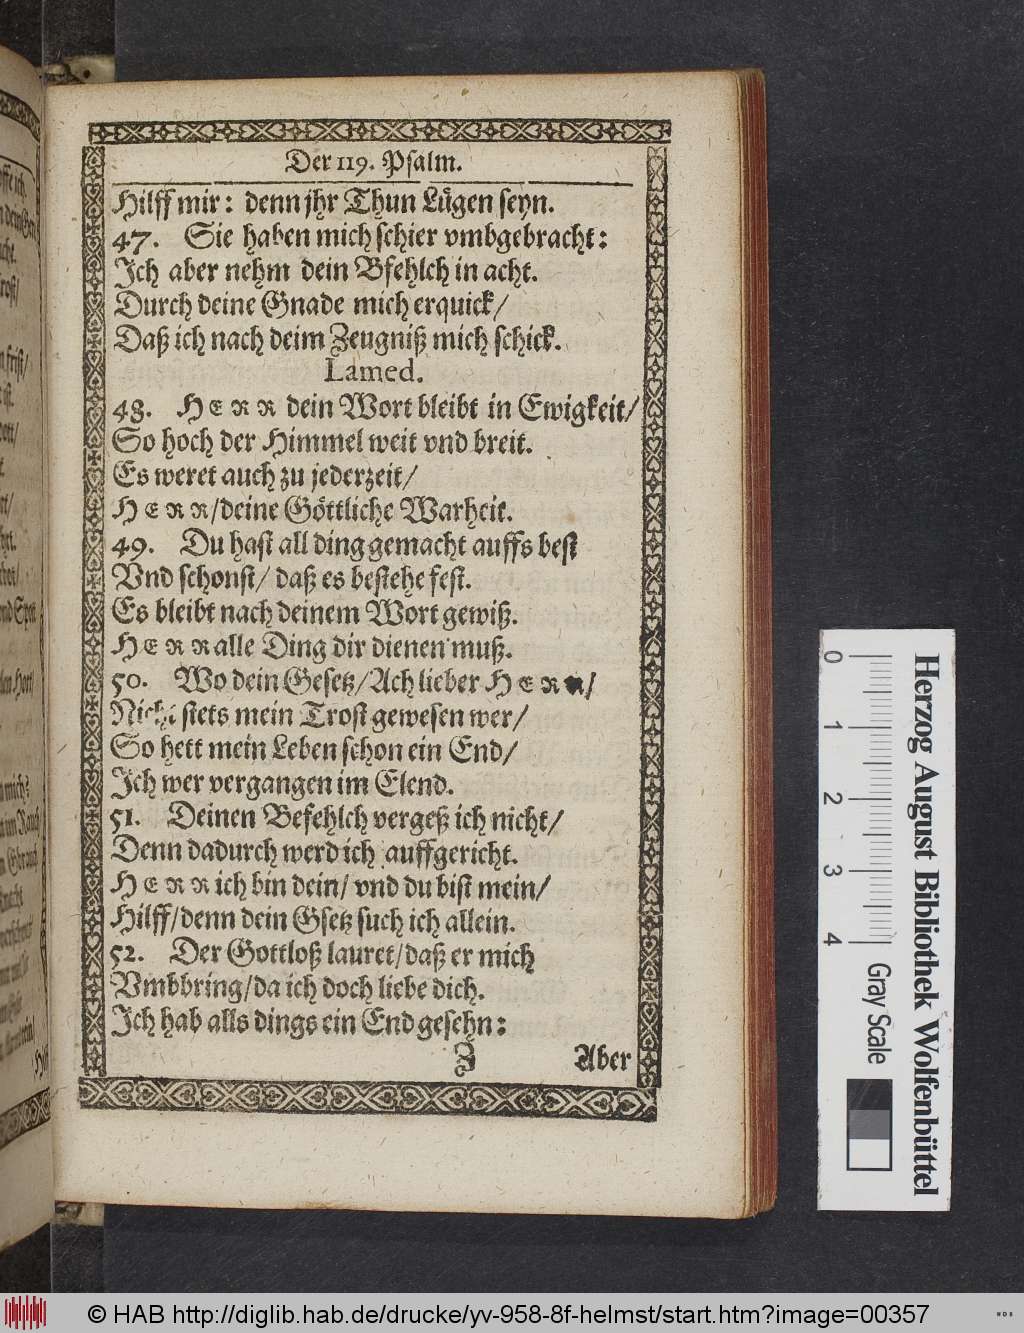 Der 119. Psalm.
Hilff mir: denn jhr Thun Lügen seyn.
47. Sie haben mich schier vmbgebracht:
Ich aber nehm dein Bfehlch in acht.
Durch deine Gnade mich erquick/
Daß ich nach deim Zeugniß mich schick.
Lamed.
48. HERR dein Wort bleibt in Ewigkeit/
So hoch der Himmel weit vnd breit.
Es weret auch zu jederzeit/
HERR/deine Göttliche Warheit.
49. Du hast all ding gemacht auffs best
Vnd schonst/ daß es bestehe fest.
Es bleibt nach deinem Wort gewiß.
HERR alle Ding dir dienen muß.
50. Wo dein Gesetz/Ach lieber HERR/
Nicht stets mein Trost gewesen wer/
So hett mein Leben schon ein End/
Ich wer vergangen im Elend.
51. Deinen Befehlch vergeß ich nicht/
Denn dadurch werd ich auffgericht.
HERR ich bin dein/ vnd du bist mein/
Hilff/denn dein Gsetz such ich allein.
52. Der Gottloß lauret/daß er mich
Vmbbring/da ich doch liebe dich.
Ich hab alls dings ein End gesehn:
Z Aber
0 1 2 3 4 Gray Scale
Herzog August Bibliothek Wolfenbüttel
© HAB http://diglib.hab.de/drucke/yv-958-8f-helmst/start.htm?image=00357